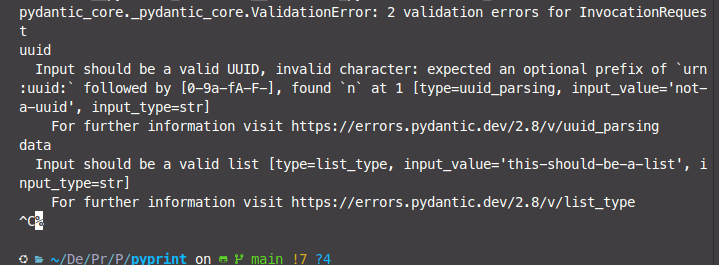 pydantic_core._pydantic_core.ValidationError: 2 validation errors for InvocationReques
t
uuid
  Input should be a valid UUID, invalid character: expected an optional prefix of `urn
:uuid:` followed by [0-9a-fA-F-], found `n` at 1 [type=uuid_parsing, input_value='not-
a-uuid', input_type=str]
    For further information visit https://errors.pydantic.dev/2.8/v/uuid_parsing
data
  Input should be a valid list [type=list_type, input_value='this-should-be-a-list', i
nput_type=str]
    For further information visit https://errors.pydantic.dev/2.8/v/list_type
^C%
~/De/Pr/P/pyprint on main !7 ?4